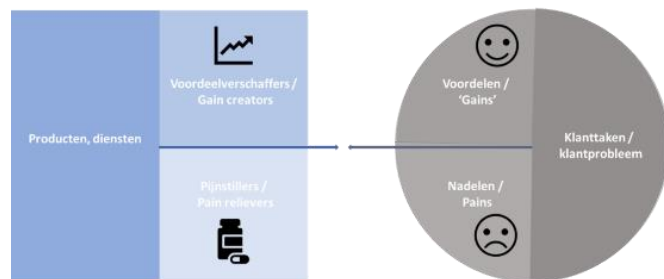 Voordeelverschaffers /
Gain creators
Producten, diensten
Pijnstillers /
Pain relievers
Voordelen /
'Gains'
Klanttaken /
klantprobleem
Nadelen /
Pains